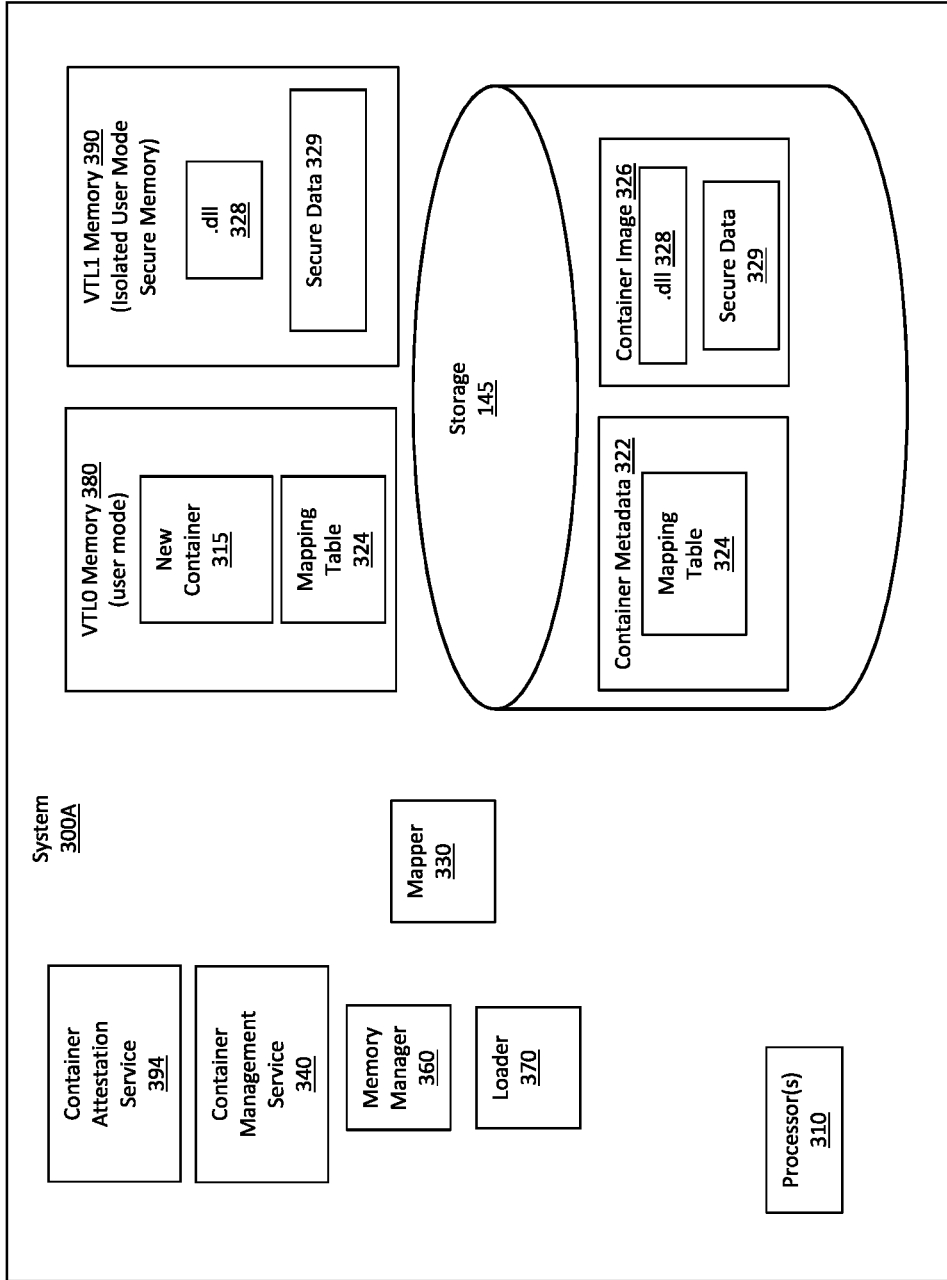 System
300A
Container
Attestation
Service
394
Container
Management
Service
340
Memory
Manager
360
Loader
370
Processor(s)
310
Mapper
330
VTL0 Memory 380
(user mode)
New
Container
315
Mapping
Table
324
VTL1 Memory 390
(Isolated User Mode
Secure Memory)
.dll
328
Secure Data 329
Storage
145
Container Metadata 322
Mapping
Table
324
Container Image 326
.dll 328
Secure Data
329